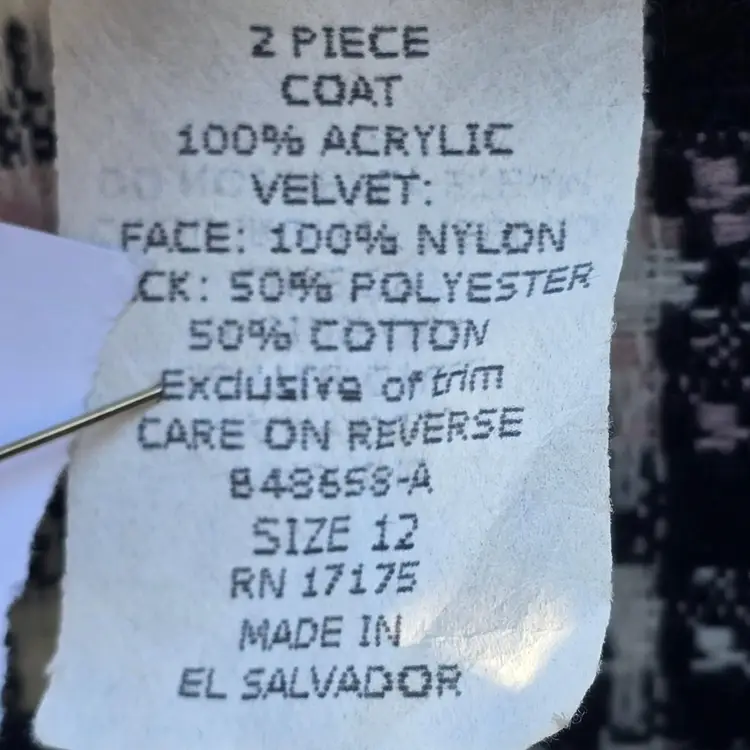 2 PIECE
COAT
100% ACRYLIC
VELVET:
FACE: 100% NYLON
CK: 50% POLYESTER
50% COTTON
Exclusive of trim
CARE ON REVERSE
B48658-A
SIZE 12
RN 17175
MADE IN
EL SALVADOR